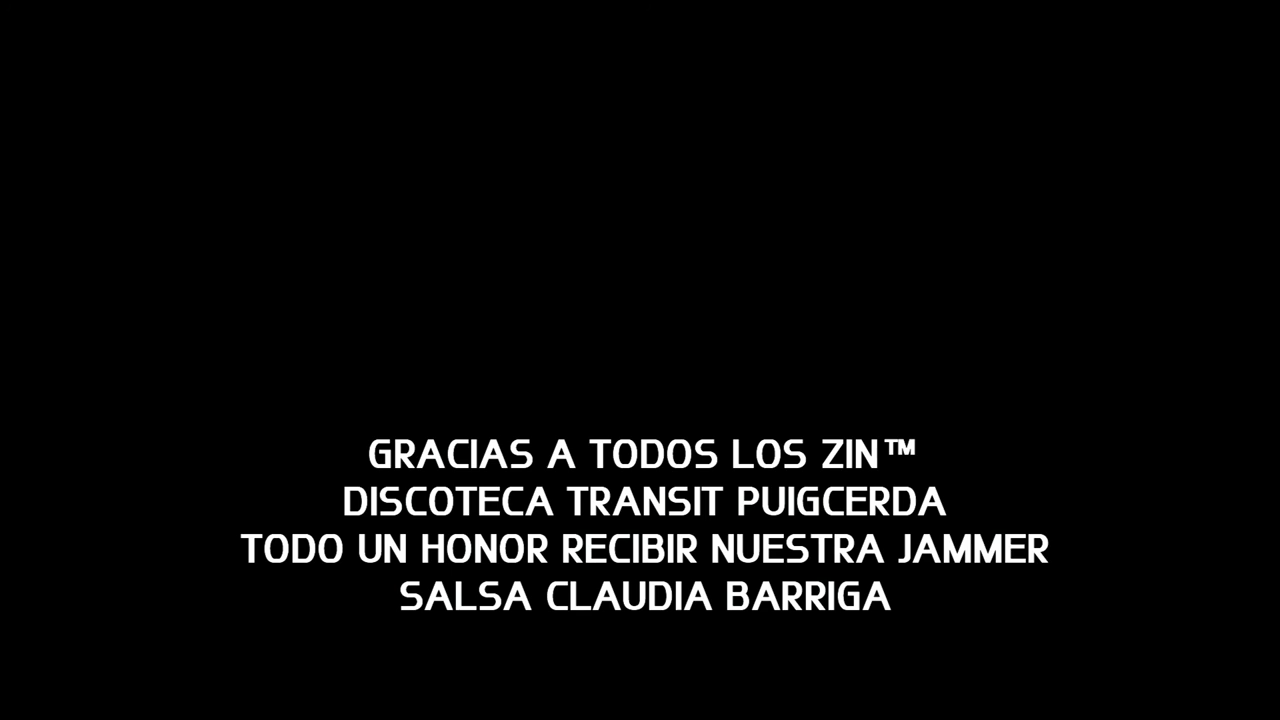 GRACIAS A TODOS LOS ZIN™
DISCOTECA TRANSIT PUIGCERDA
TODO UN HONOR RECIBIR NUESTRA JAMMER
SALSA CLAUDIA BARRIGA